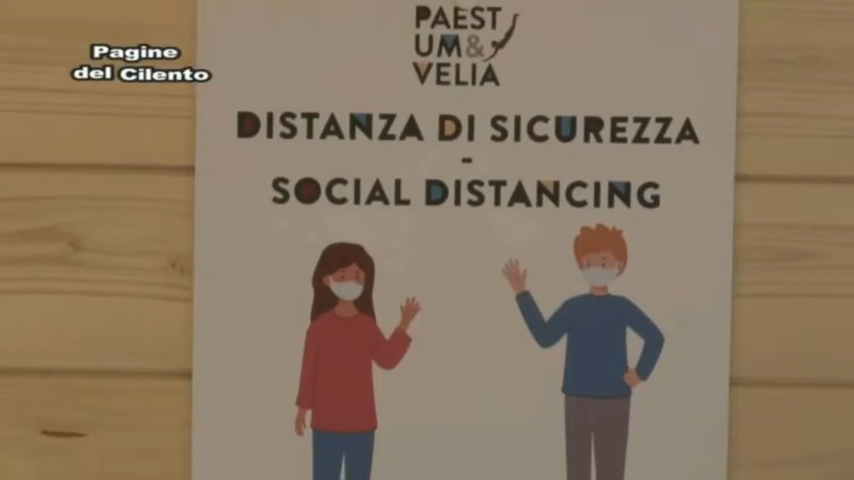 Pagine
del Cilento
PAEST
UM&
VELIA
DISTANZA DI SICUREZZA
-
SOCIAL DISTANCING